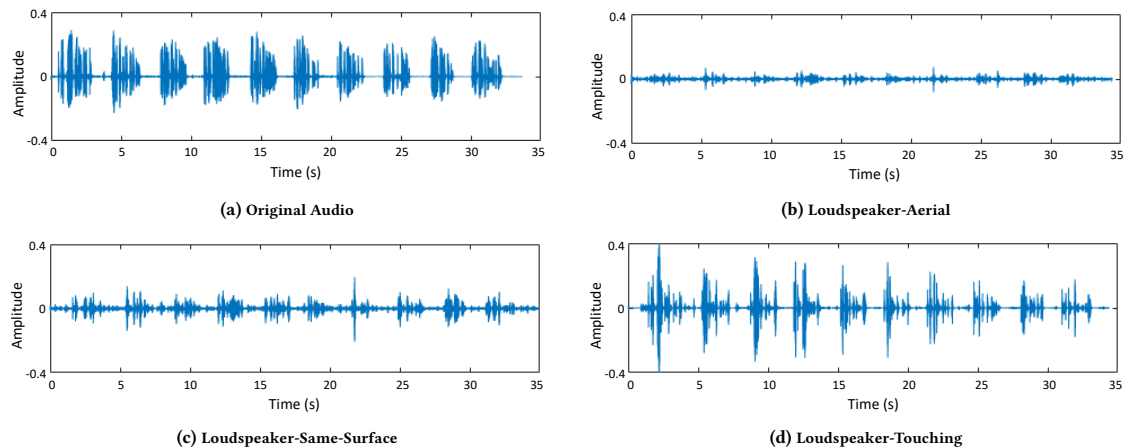 0.4
0
-0.4
Amplitude
0 5 10 15 20 25 30 35
Time (s)
(a) Original Audio
0.4
0
-0.4
Amplitude
0 5 10 15 20 25 30 35
Time (s)
(b) Loudspeaker-Aerial
0.4
0
-0.4
Amplitude
0 5 10 15 20 25 30 35
Time (s)
(c) Loudspeaker-Same-Surface
0.4
0
-0.4
Amplitude
0 5 10 15 20 25 30 35
Time (s)
(d) Loudspeaker-Touching